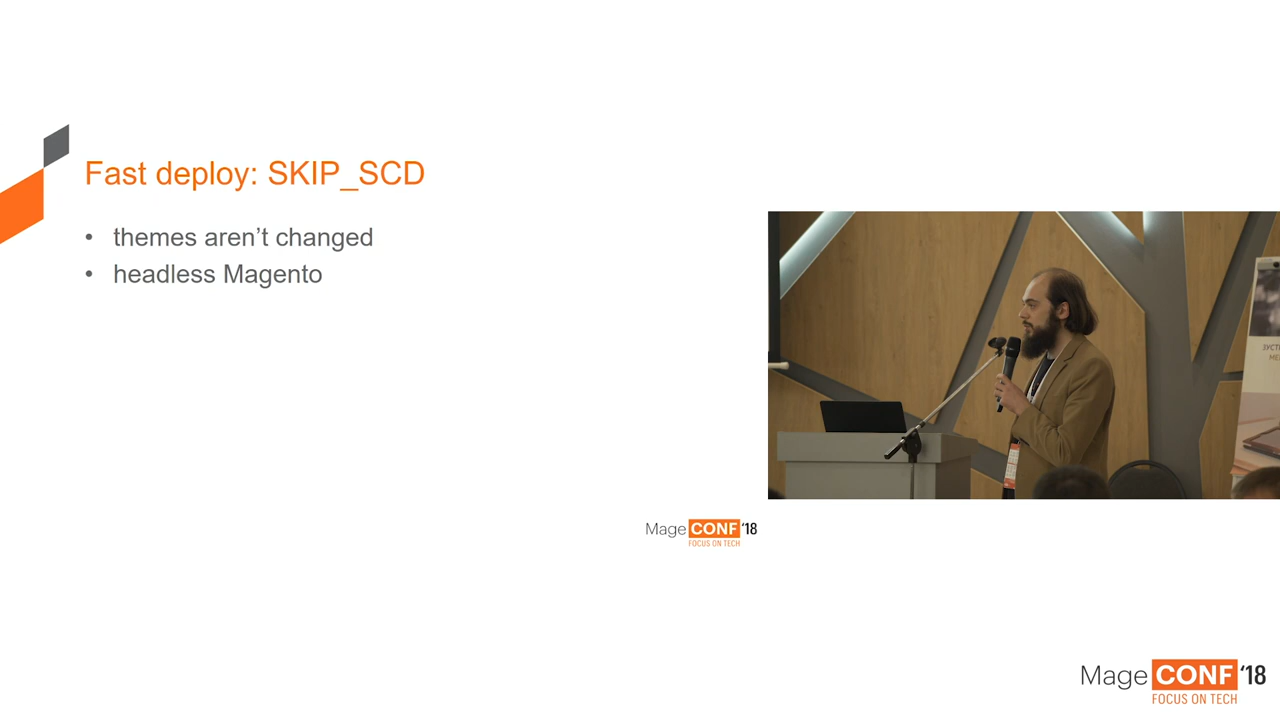 Fast deploy: SKIP_SCD
• themes aren’t changed
• headless Magento
Mage CONF ‘18
FOCUS ON TECH
Mage CONF ‘18
FOCUS ON TECH